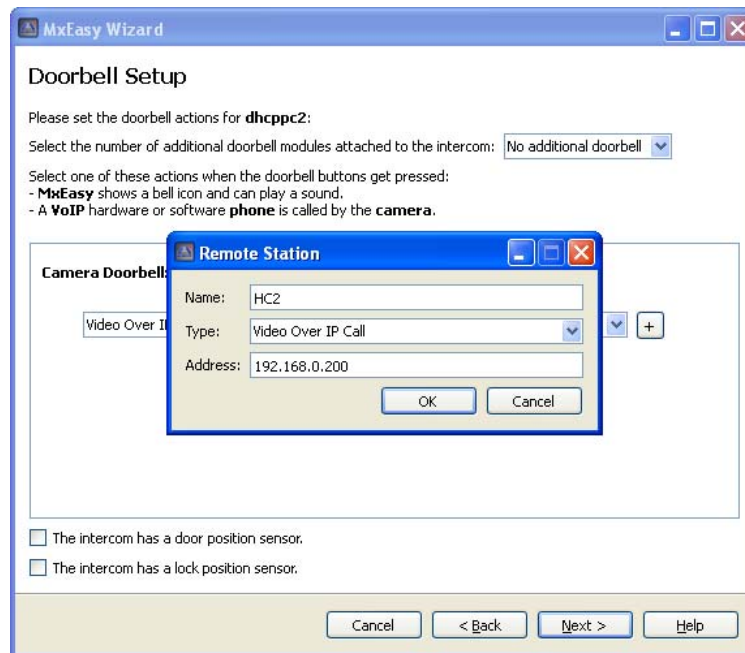 MxEasy Wizard
Doorbell Setup
Please set the doorbell actions for dhcppc2:
Select the number of additional doorbell modules attached to the intercom: No additional doorbell
Select one of these actions when the doorbell buttons get pressed:
- MxEasy shows a bell icon and can play a sound.
- A VoIP hardware or software phone is called by the camera.
Remote Station
Camera Doorbell:
Name: HC2
Video Over
Type: Video Over IP Call
+
Address: 192.168.0.200
OK Cancel
The intercom has a door position sensor.
The intercom has a lock position sensor.
Cancel < Back Next > Help